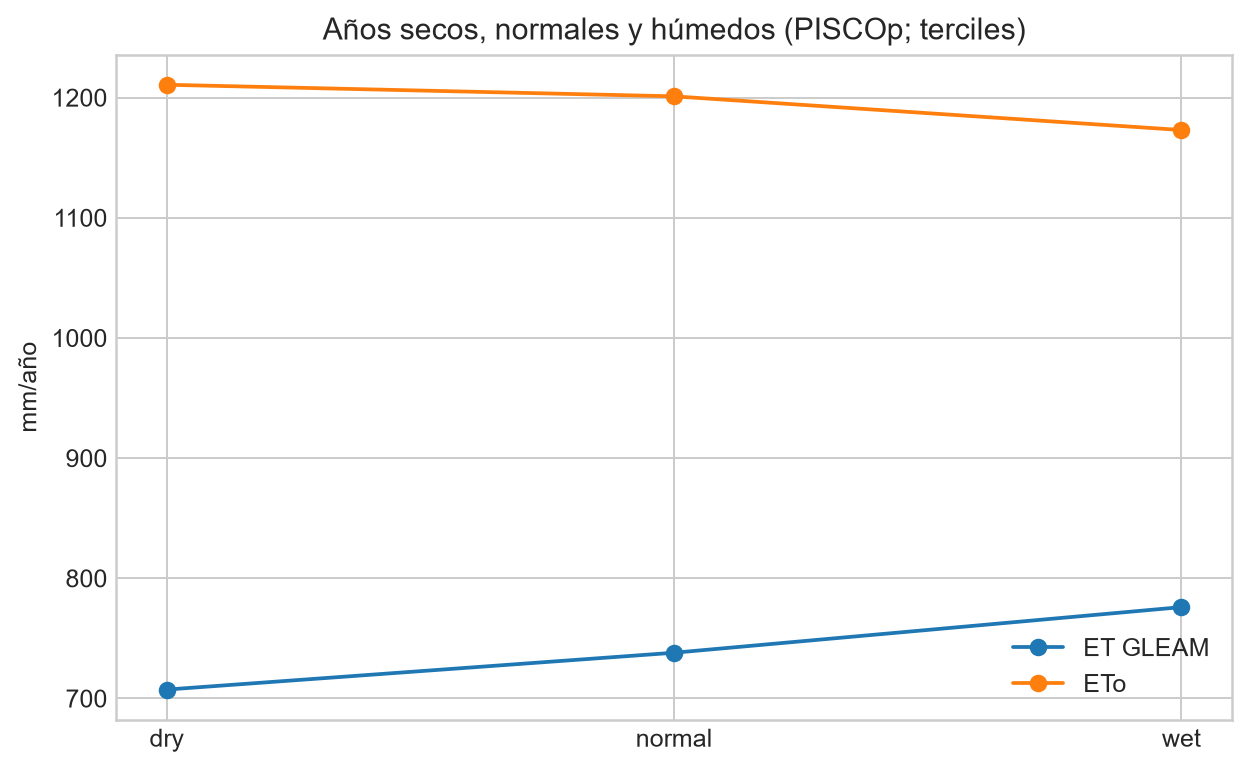 Años secos, normales y húmedos (PISCOp; terciles)
mm/año
1200
1100
1000
900
800
700
dry normal wet
ET GLEAM
ETo